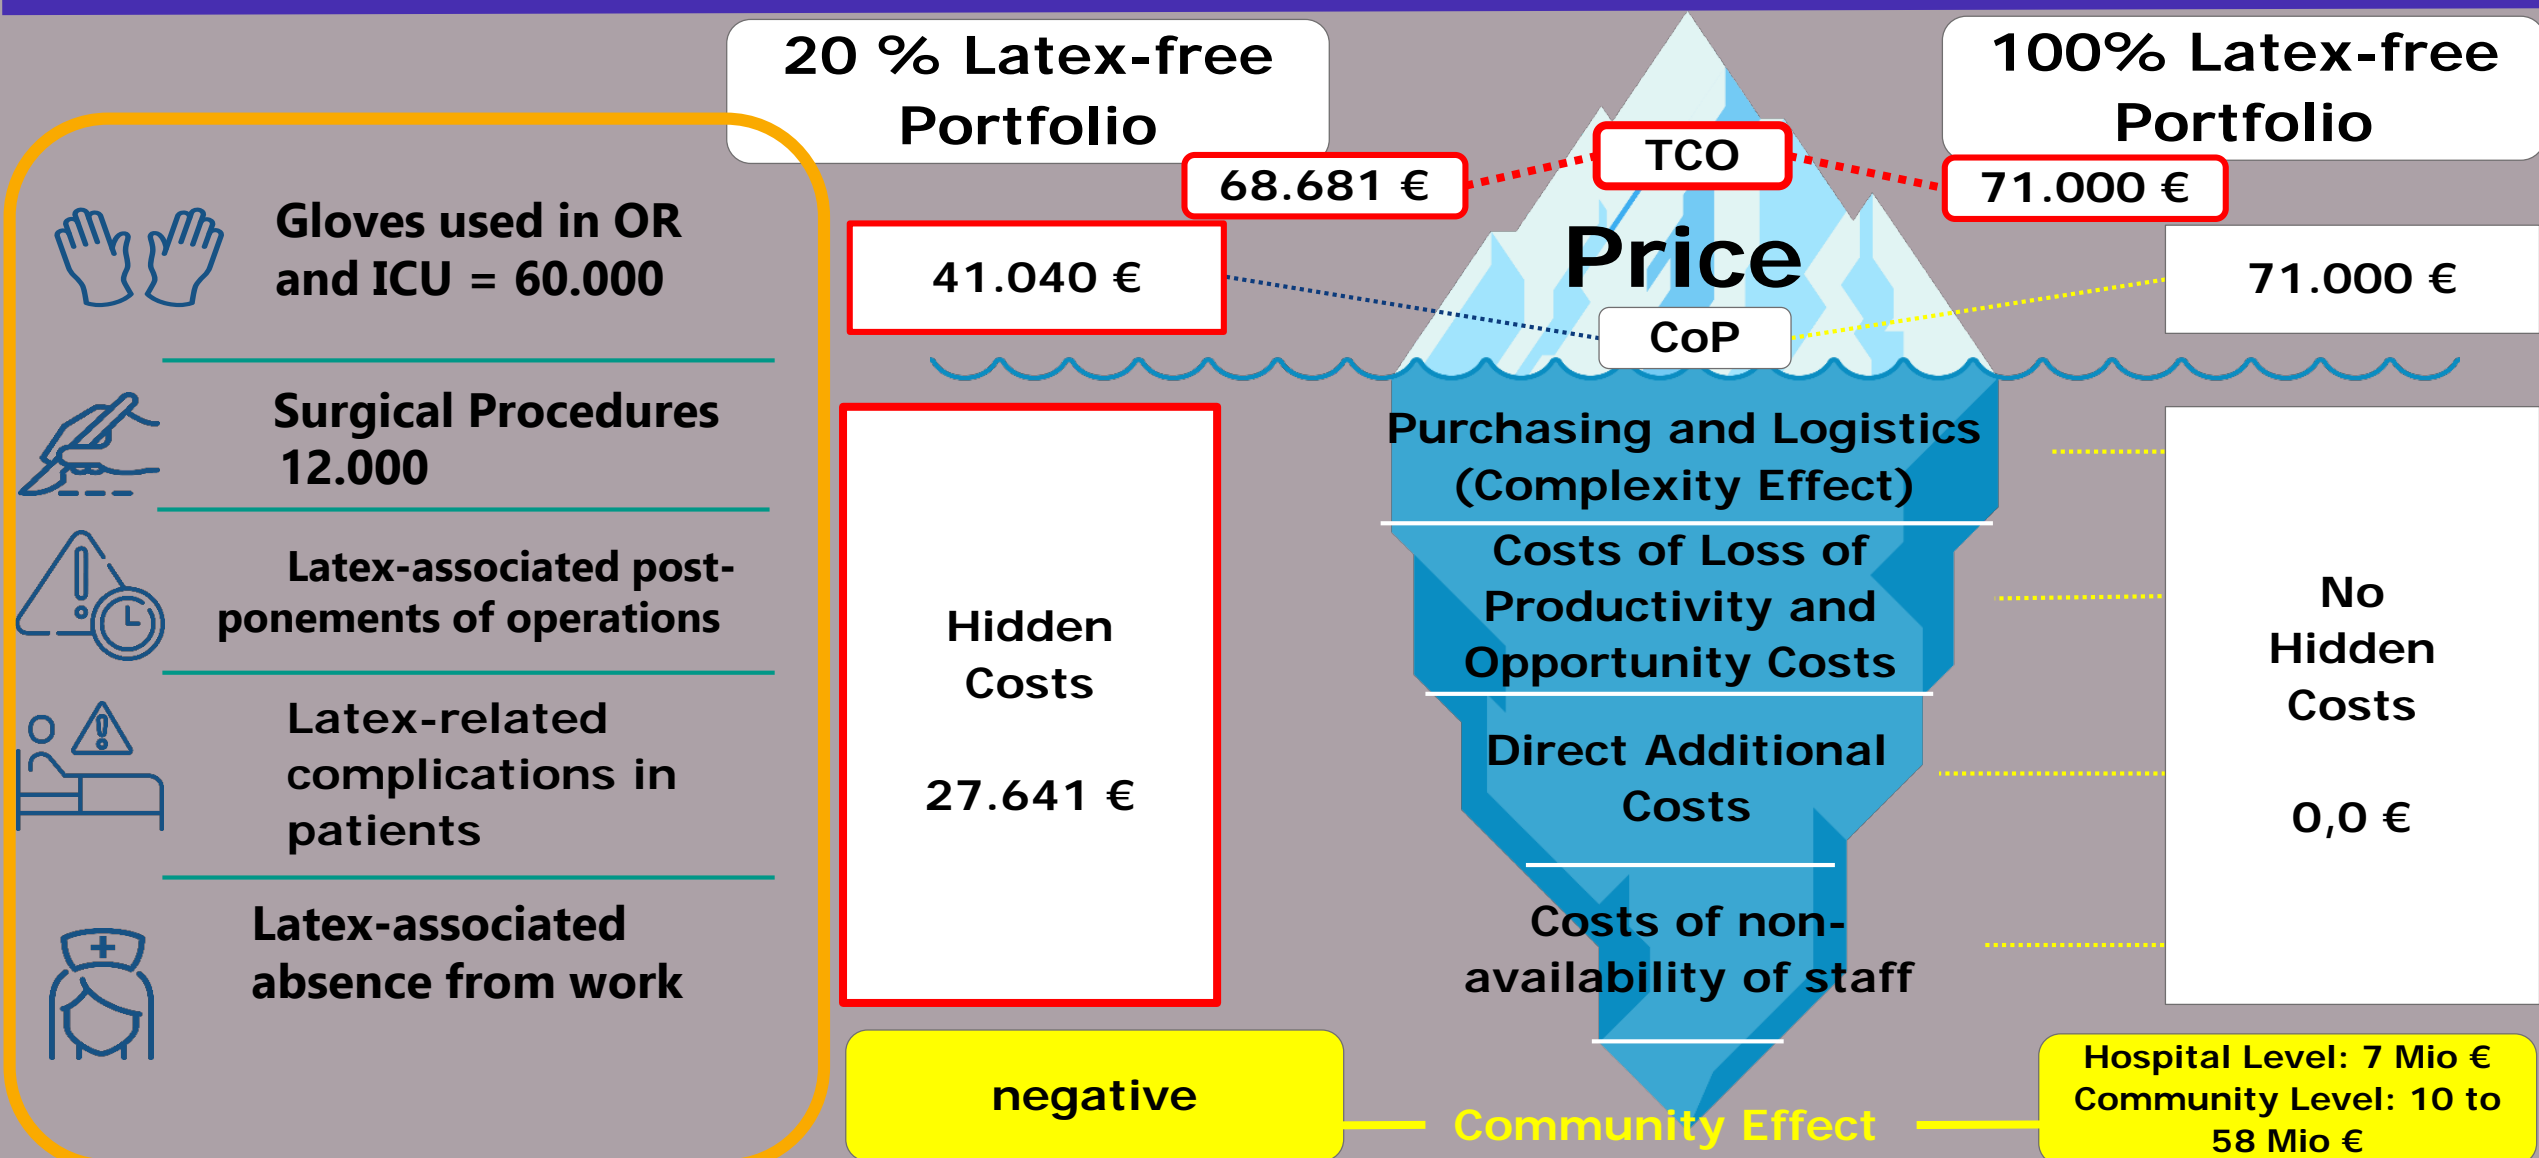 20 % Latex-free
Portfolio
68.681 €
41.040 €
TCO
Price
CoP
100% Latex-free
Portfolio
71.000 €
71.000 €
Gloves used in OR
and ICU = 60.000
Surgical Procedures
12.000
Latex-associated post-
ponements of operations
Latex-related
complications in
patients
Latex-associated
absence from work
Hidden
Costs
27.641 €
Purchasing and Logistics
(Complexity Effect)
Costs of Loss of
Productivity and
Opportunity Costs
Direct Additional
Costs
Costs of non-
availability of staff
No
Hidden
Costs
0,0 €
negative
Community Effect
Hospital Level: 7 Mio €
Community Level: 10 to
58 Mio €